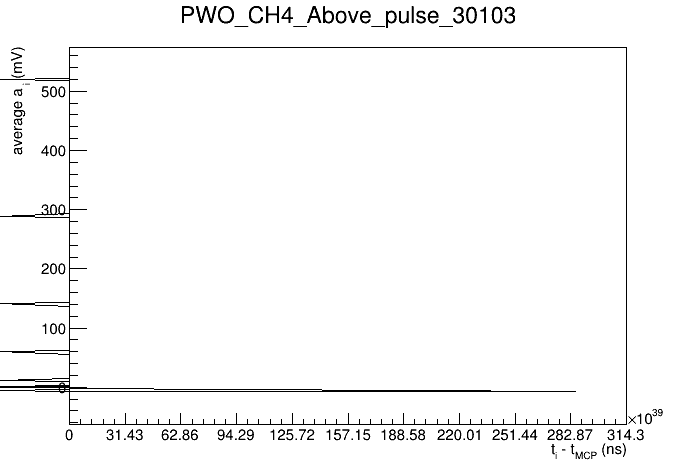 PWO_CH4_Above_pulse_30103
average a_i (mV)
500
400
300
200
100
0
0 31.43 62.86 94.29 125.72 157.15 188.58 220.01 251.44 282.87 314.3
×10^39
t_i - t_MCP (ns)